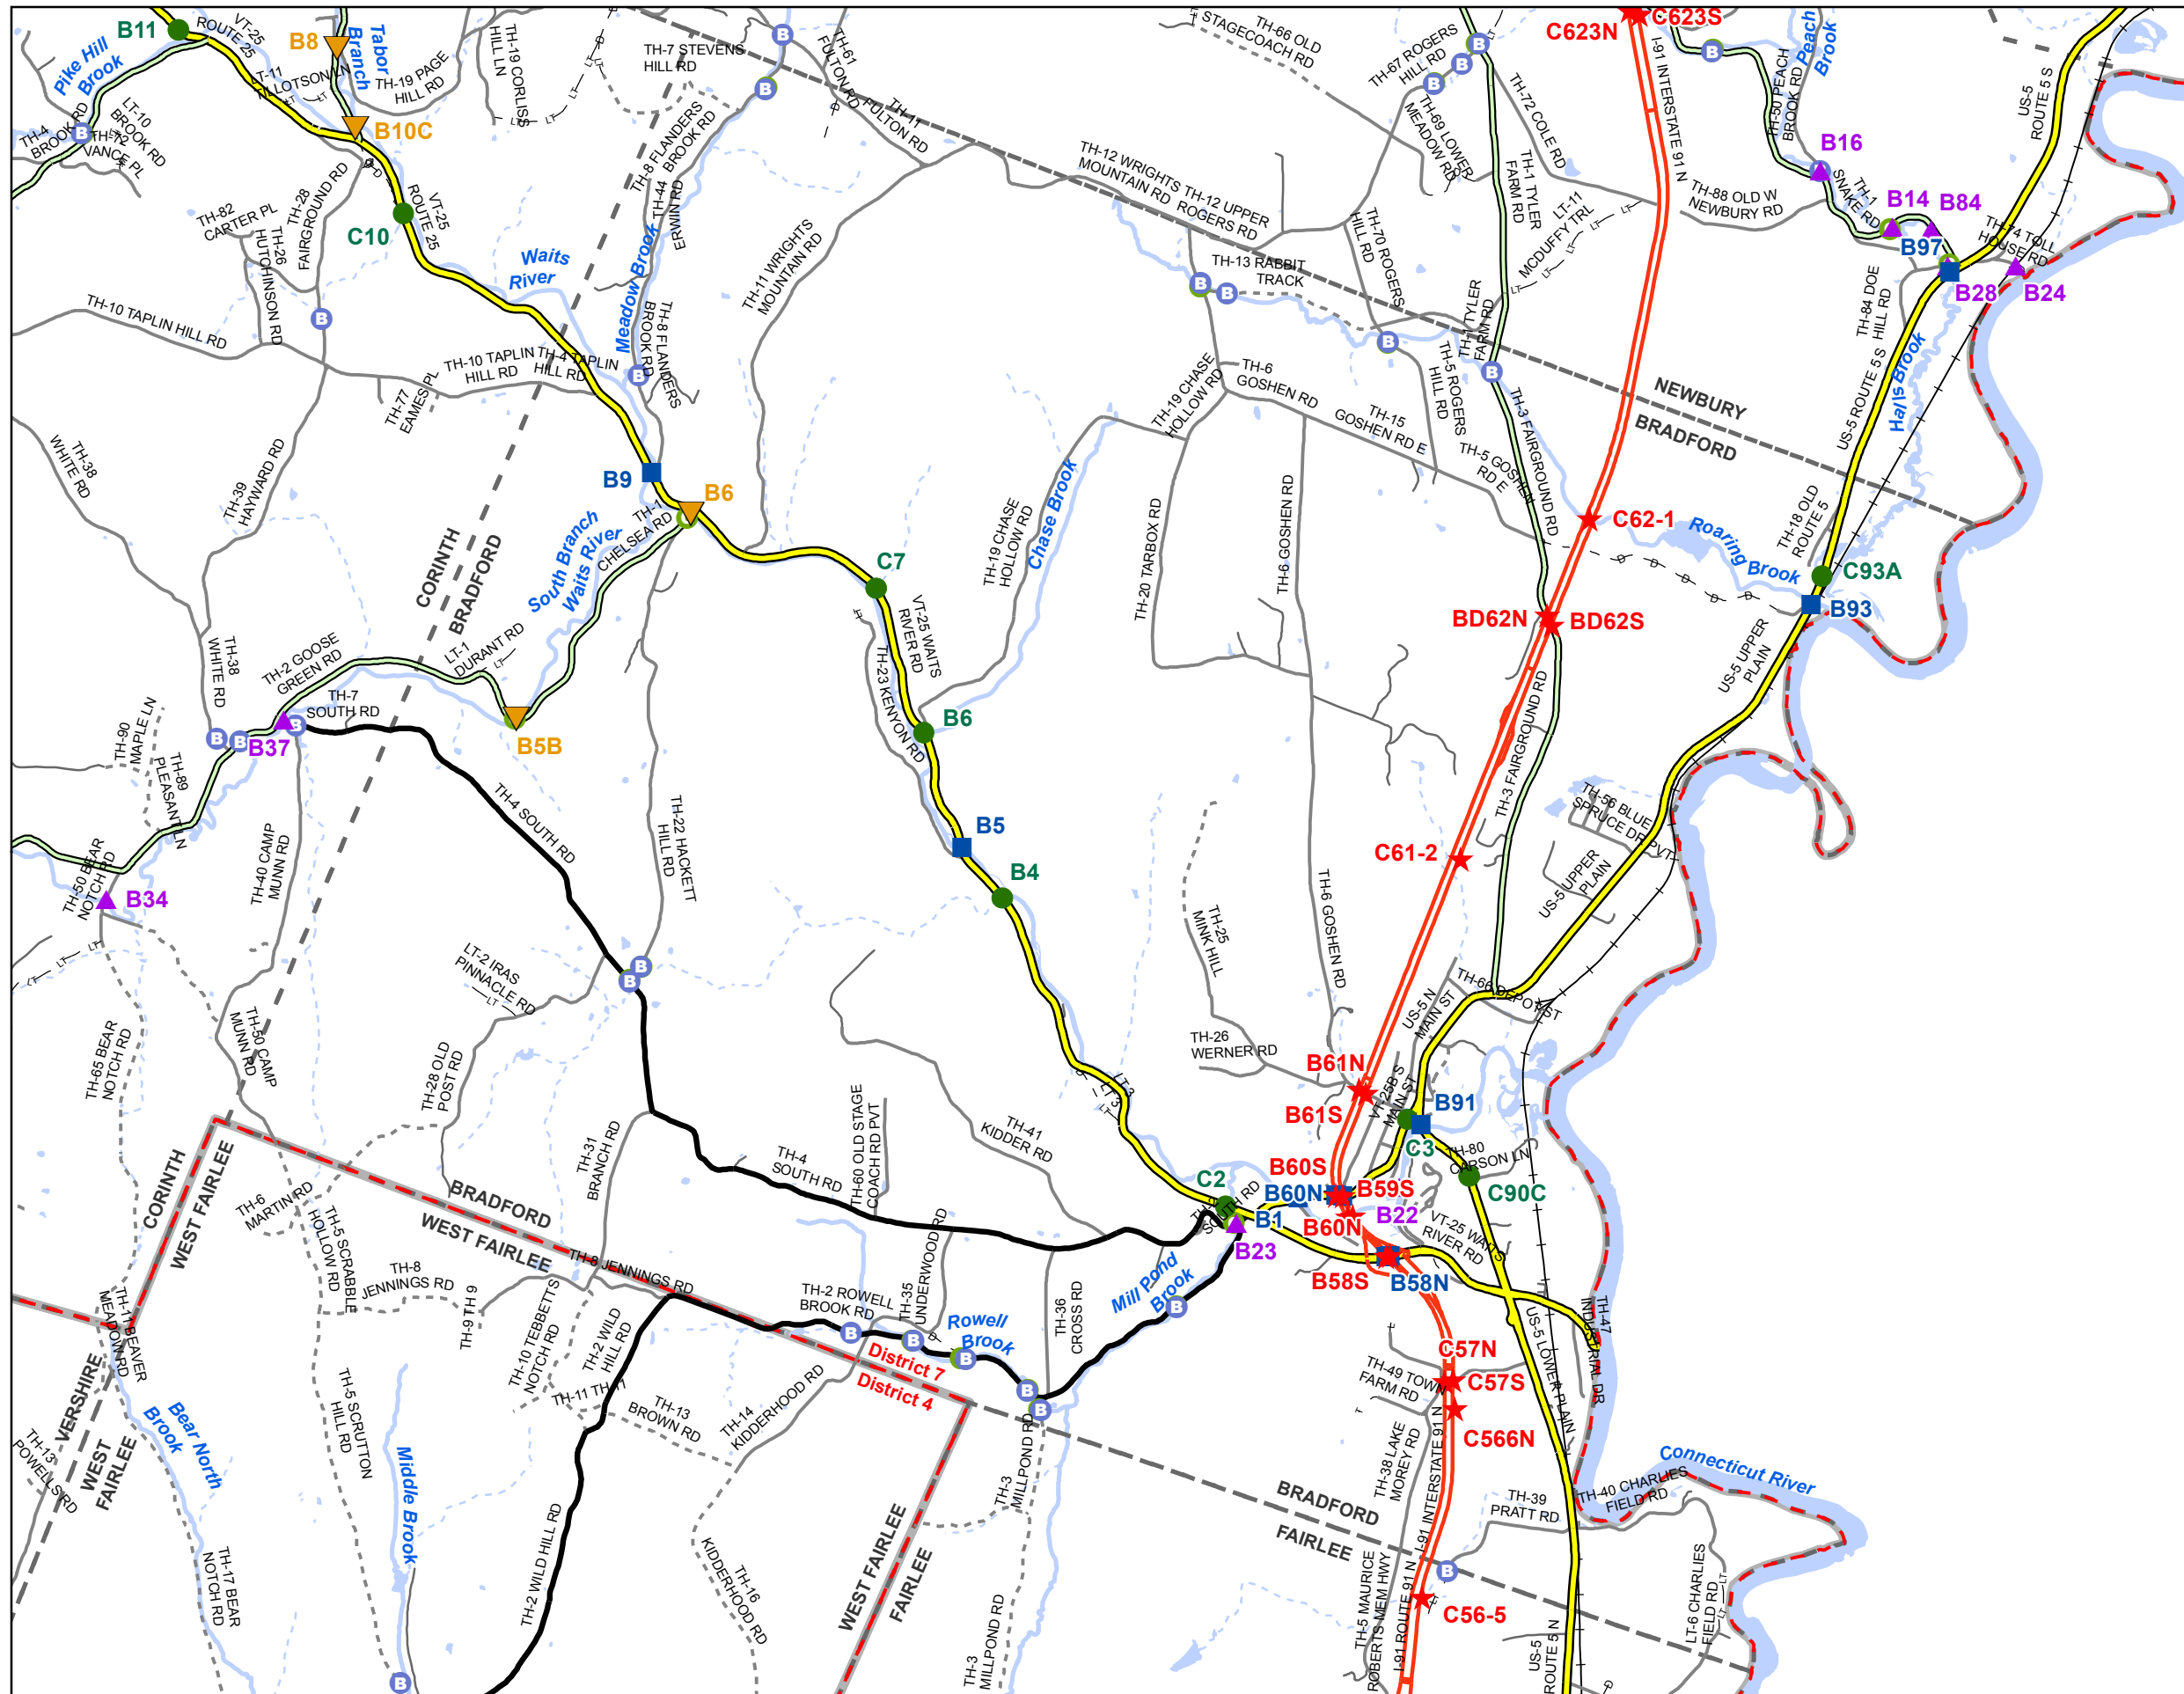 B11
VT-25
ROUTE 25
Pike Hill
Brook
B8
Tabor
Branch
TH-19 PAGE
HILL RD
TH-19 CORLISS
HILL LN
TH-7 STEVENS
HILL RD
TH-61
FULTON RD
TH-11
FULTON RD
STAGECOACH RD
TH-66 OLD
TH-67 ROGERS
HILL RD
C623N
C623S
I-91 INTERSTATE 91 N
TH-50 PEACH
BROOK RD
Peach
Brook
US-5
ROUTE 5 S
TH-4
BROOK RD
LT-10
BROOK RD
TH-72
VANCE PL
B10C
TH-8 FLANDERS
BROOK RD
TH-44
ERWIN RD
TH-69 LOWER
MEADOW RD
TH-72 COLE RD
TH-1 TYLER
FARM RD
LT-11
MCDUFFY TRL
TH-88 OLD W
NEWBURY RD
B16
TH-1
SNAKE RD
B14
B84
B97
TH-74 TOLL
HOUSE RD
B28
B24
TH-82
CARTER PL
TH-28
FAIRGROUND RD
TH-26
HUTCHINSON RD
C10
VT-25
ROUTE 25
Waits
River
Meadow Brook
TH-11 WRIGHTS
MOUNTAIN RD
TH-12 WRIGHTS
MOUNTAIN RD
TH-12 UPPER
ROGERS RD
TH-13 RABBIT
TRACK
TH-70 ROGERS
HILL RD
TH-1 TYLER
FARM RD
TH-84 DOE
HILL RD
US-5 ROUTE 5 S
Halls Brook
TH-10 TAPLIN HILL RD
TH-10 TAPLIN
HILL RD
TH-4 TAPLIN
HILL RD
TH-8 FLANDERS
BROOK RD
TH-77
EAMES PL
TH-19 CHASE
HOLLOW RD
TH-6
GOSHEN RD
TH-15
GOSHEN RD E
TH-5 ROGERS
HILL RD
TH-5 GOSHEN
RD E
TH-3 FAIRGROUND RD
NEWBURY
BRADFORD
TH-38
WHITE RD
TH-39
HAYWARD RD
B9
B6
TH-1
CHELSEA RD
South Branch
Waits River
CORINTH
BRADFORD
C7
VT-25 WAITS
RIVER RD
TH-23 KENYON RD
TH-19 CHASE
HOLLOW RD
Chase Brook
TH-20 TARBOX RD
TH-6 GOSHEN RD
C62-1
Roaring Brook
TH-18 OLD
ROUTE 5
C93A
B93
BD62N
BD62S
US-5 UPPER
PLAIN
TH-38
WHITE RD
TH-2 GOOSE
GREEN RD
TH-7
SOUTH RD
LT-1
DURANT RD
B37
B5B
B6
TH-90
MAPLE LN
TH-89
PLEASANT LN
TH-4 SOUTH RD
TH-22 HACKETT
HILL RD
TH-3 FAIRGROUND RD
TH-56 BLUE
SPRUCE DR PVT
B5
B4
C61-2
US-5 UPPER
PLAIN
TH-50 BEAR
NOTCH RD
B34
TH-40 CAMP
MUNN RD
LT-2 IRAS
PINNACLE RD
TH-25
MINK HILL
TH-6 GOSHEN RD
TH-66 DEPOT ST
US-5 N
MAIN ST
TH-65 BEAR
NOTCH RD
TH-50 CAMP
MUNN RD
TH-28 OLD
POST RD
TH-26
WERNER RD
B61N
B61S
VT-25B S
MAIN ST
B91
LT-3
LT-3
C3
TH-80
CARSON LN
C90C
TH-31
BRANCH RD
TH-4
SOUTH RD
TH-60 OLD STAGE
COACH RD PVT
TH-41
KIDDER RD
C2
SOUTH RD
B1
B23
B60S
B60N
B59S
B60N
B22
VT-25 WAITS
RIVER RD
B58S
B58N
CORINTH
WEST FAIRLEE
BRADFORD
WEST FAIRLEE
TH-6
MARTIN RD
TH-5 SCRABBLE
HOLLOW RD
TH-8
JENNINGS RD
TH-9 TH 9
TH-8 JENNINGS RD
TH-10 TEBBETTS
NOTCH RD
TH-2 WILD
HILL RD
TH-11 TH-11
TH-2 ROWELL
BROOK RD
TH-35
UNDERWOOD RD
Rowell
Brook
TH-36
CROSS RD
Mill Pond
Brook
TH-47
INDUSTRIAL DR
US-5 LOWER PLAIN
C57N
C57S
C566N
TH-49 TOWN
FARM RD
District 7
District 4
TH-11 BEAVER
MEADOW RD
VERSHIRE
WEST
FAIRLEE
TH-13
POWELLS RD
Bear North
Brook
TH-5 SCRUTTON
HILL RD
Middle Brook
TH-13
BROWN RD
TH-14
KIDDERHOOD RD
TH-3
MILLPOND RD
TH-38 LAKE
MOREY RD
I-91 INTERSTATE 91 N
BRADFORD
FAIRLEE
TH-39
PRATT RD
TH-40 CHARLIES
FIELD RD
Connecticut River
TH-17 BEAR
NOTCH RD
TH-2 WILD HILL RD
TH-16
KIDDERHOOD RD
WEST FAIRLEE
FAIRLEE
TH-3
MILLPOND RD
TH-5 MAURICE
ROBERTS MEM HWY
I-91 ROUTE 91 N
C56-5
US-5
ROUTE 5 N
LT-6 CHARLIES
FIELD RD